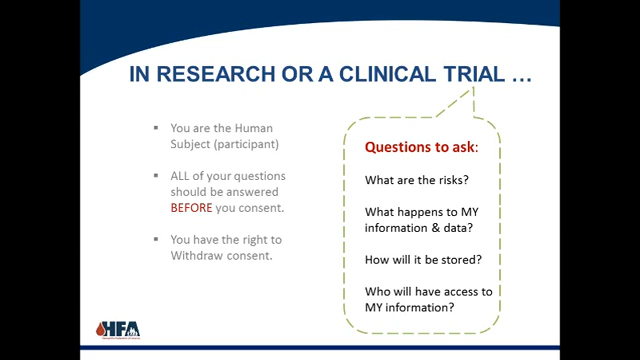 IN RESEARCH OR A CLINICAL TRIAL …
▪ You are the Human
Subject (participant)
▪ ALL of your questions
should be answered
BEFORE you consent.
▪ You have the right to
Withdraw consent.
Questions to ask:
What are the risks?
What happens to MY
information & data?
How will it be stored?
Who will have access to
MY information?
HFA